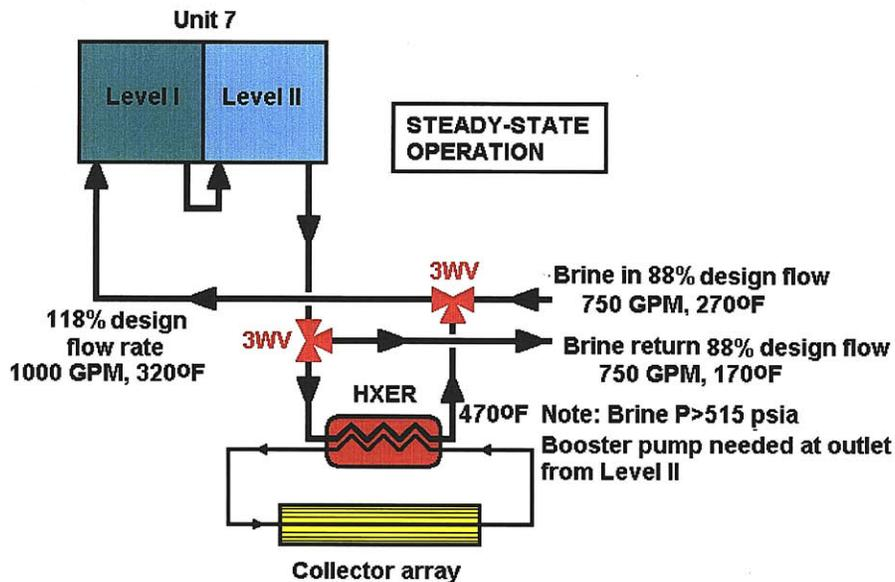 Unit 7
Level I
Level II
STEADY-STATE
OPERATION
3WV
Brine in 88% design flow
750 GPM, 270ºF
118% design
flow rate
1000 GPM, 320ºF
3WV
Brine return 88% design flow
750 GPM, 170ºF
HXER
470ºF
Note: Brine P>515 psia
Booster pump needed at outlet
from Level II
Collector array